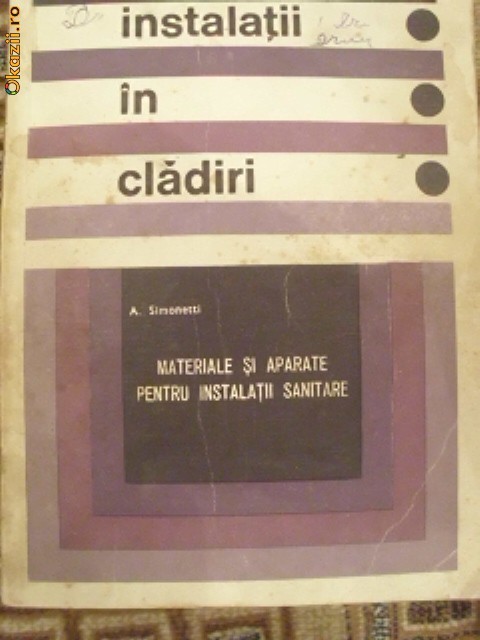 Okazii.ro
instalații
în
clădiri
A. Simonetti
MATERIALE ȘI APARATE
PENTRU INSTALAȚII SANITARE